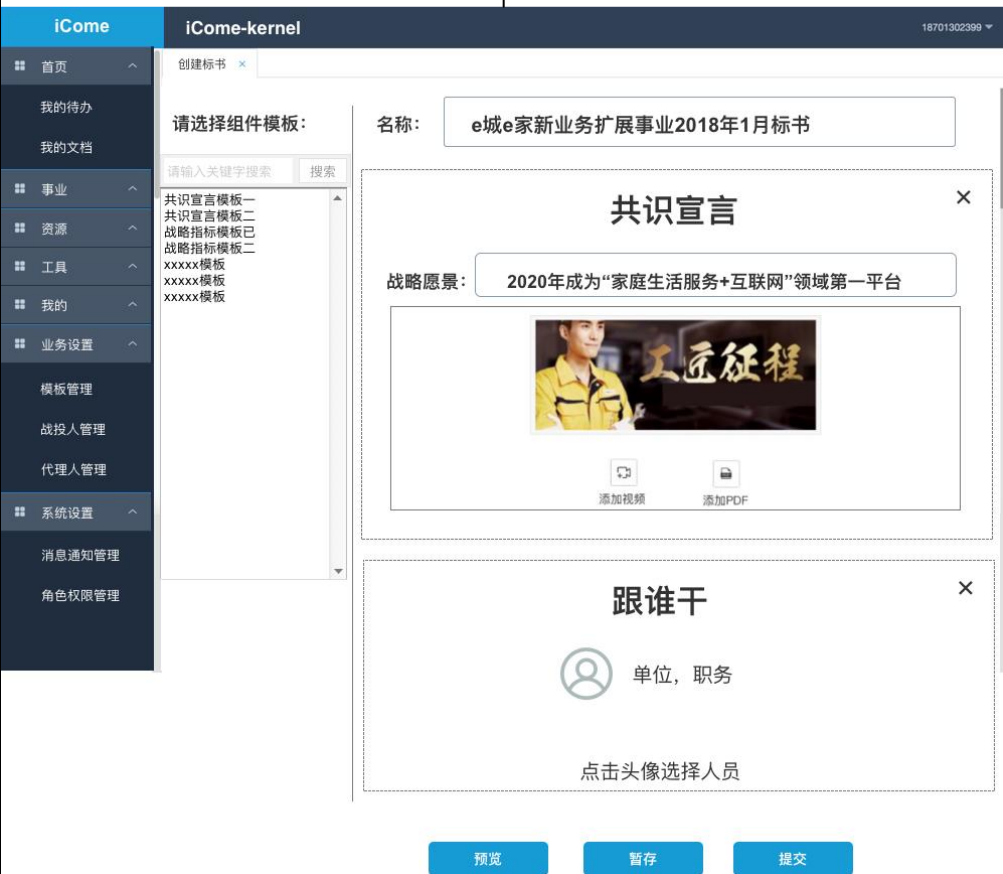 iCome
iCome-kernel
18701302399
首页
我的待办
我的文档
事业
资源
工具
我的
业务设置
模板管理
战投人管理
代理人管理
系统设置
消息通知管理
角色权限管理
创建标书 ×
请选择组件模板：
请输入关键字搜索
搜索
共识宣言模板一
共识宣言模板二
战略指标模板已
战略指标模板二
xxxxx模板
xxxxx模板
xxxxx模板
名称：
e城e家新业务扩展事业2018年1月标书
共识宣言
战略愿景：
2020年成为“家庭生活服务+互联网”领域第一平台
工匠征程
添加视频
添加PDF
跟谁干
单位，职务
点击头像选择人员
预览
暂存
提交